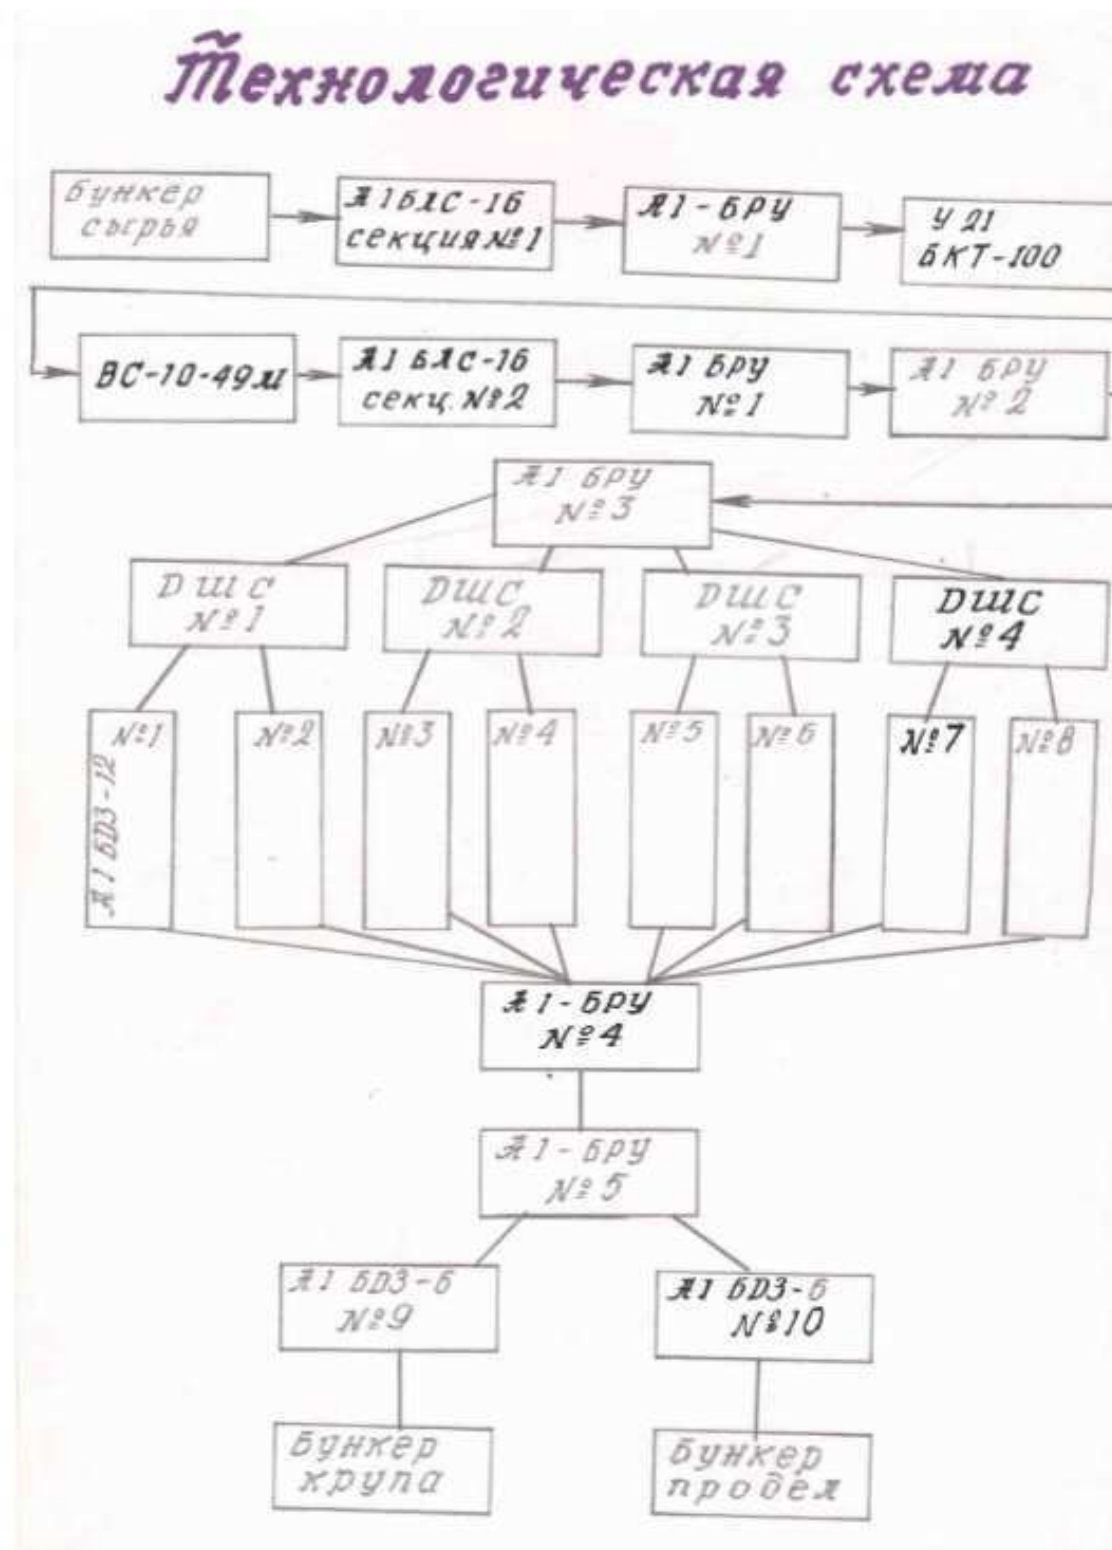 Технологическая схема
Бункер
сырья
А1БЛС-16
секция №1
А1-БРУ
№1
У 21
БКТ-100
ВС-10-49м
А1 БЛС-16
секц. №2
А1 БРУ
№1
А1 БРУ
№2
А1 БРУ
№3
ДШС
№1
ДШС
№2
ДШС
№3
ДШС
№4
№1
А1 БДЗ-12
№2
№3
№4
№5
№6
№7
№8
А1-БРУ
№4
А1-БРУ
№5
А1 БДЗ-6
№9
А1 БДЗ-6
№10
Бункер
крупа
Бункер
продел